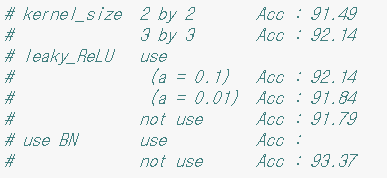 # kernel_size 2 by 2 Acc : 91.49
# 3 by 3 Acc : 92.14
# leaky_ReLU use
# (a = 0.1) Acc : 92.14
# (a = 0.01) Acc : 91.84
# not use Acc : 91.79
# use BN use Acc :
# not use Acc : 93.37